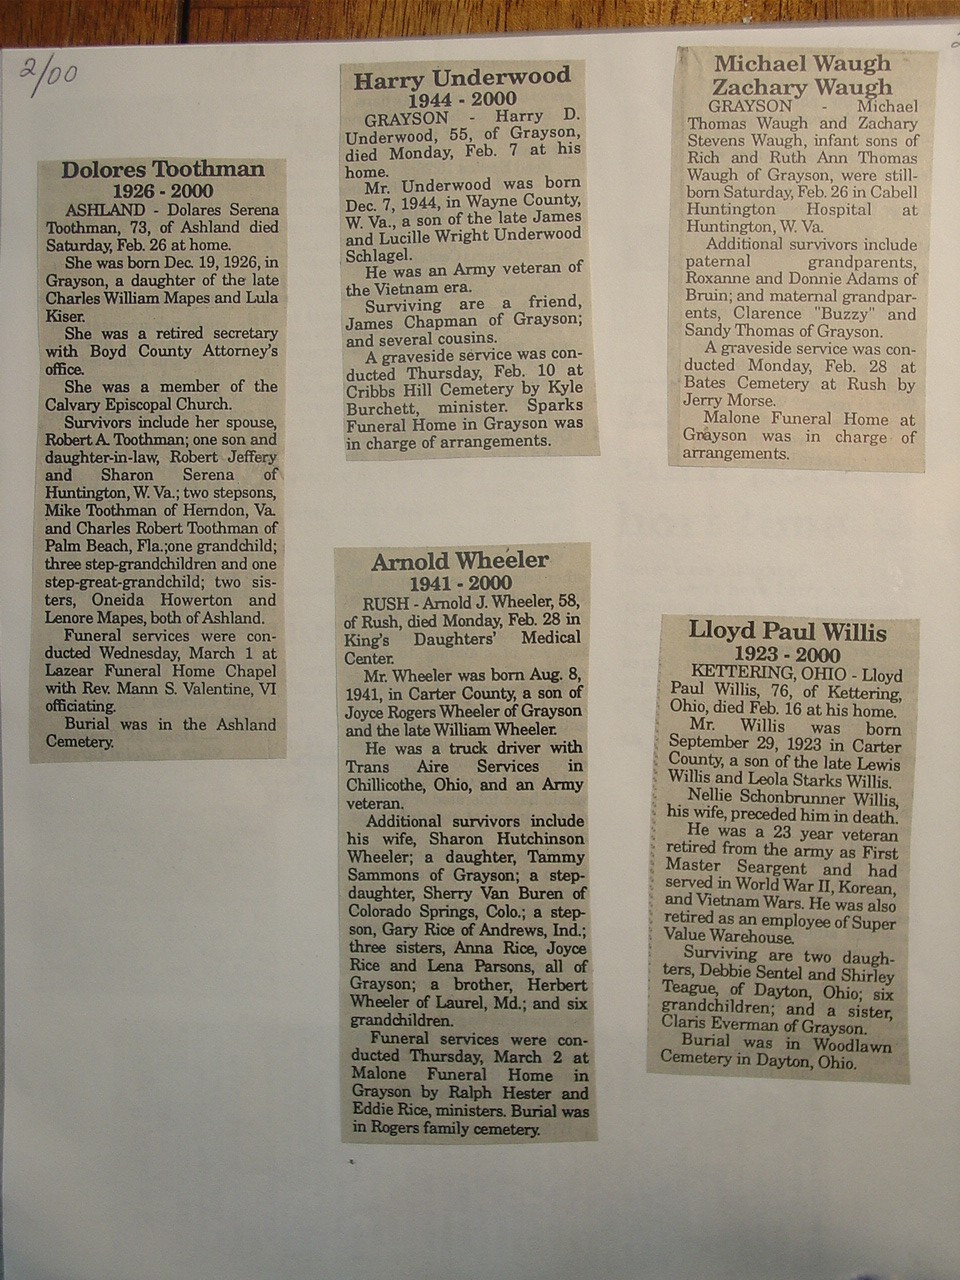 2/00
Dolores Toothman
1926 - 2000
ASHLAND - Dolares Serena
Toothman, 73, of Ashland died
Saturday, Feb. 26 at home.
She was born Dec. 19, 1926, in
Grayson, a daughter of the late
Charles William Mapes and Lula
Kiser.
She was a retired secretary
with Boyd County Attorney's
office.
She was a member of the
Calvary Episcopal Church.
Survivors include her spouse,
Robert A. Toothman; one son and
daughter-in-law, Robert Jeffery
and Sharon Serena of
Huntington, W. Va.; two stepsons,
Mike Toothman of Herndon, Va.
and Charles Robert Toothman of
Palm Beach, Fla.;one grandchild;
three step-grandchildren and one
step-great-grandchild; two sis-
ters, Oneida Howerton and
Lenore Mapes, both of Ashland.
Funeral services were con-
ducted Wednesday, March 1 at
Lazear Funeral Home Chapel
with Rev. Mann S. Valentine, VI
officiating.
Burial was in the Ashland
Cemetery.
Harry Underwood
1944 - 2000
GRAYSON - Harry D.
Underwood, 55, of Grayson,
died Monday, Feb. 7 at his
home.
Mr. Underwood was born
Dec. 7, 1944, in Wayne County,
W. Va., a son of the late James
and Lucille Wright Underwood
Schlagel.
He was an Army veteran of
the Vietnam era.
Surviving are a friend,
James Chapman of Grayson;
and several cousins.
A graveside service was con-
ducted Thursday, Feb. 10 at
Cribbs Hill Cemetery by Kyle
Burchett, minister. Sparks
Funeral Home in Grayson was
in charge of arrangements.
Arnold Wheeler
1941 - 2000
RUSH - Arnold J. Wheeler, 58,
of Rush, died Monday, Feb. 28 in
King's Daughters' Medical
Center.
Mr. Wheeler was born Aug. 8,
1941, in Carter County, a son of
Joyce Rogers Wheeler of Grayson
and the late William Wheeler.
He was a truck driver with
Trans Aire Services in
Chillicothe, Ohio, and an Army
veteran.
Additional survivors include
his wife, Sharon Hutchinson
Wheeler; a daughter, Tammy
Sammons of Grayson; a step-
daughter, Sherry Van Buren of
Colorado Springs, Colo.; a step-
son, Gary Rice of Andrews, Ind.;
three sisters, Anna Rice, Joyce
Rice and Lena Parsons, all of
Grayson; a brother, Herbert
Wheeler of Laurel, Md.; and six
grandchildren.
Funeral services were con-
ducted Thursday, March 2 at
Malone Funeral Home in
Grayson by Ralph Hester and
Eddie Rice, ministers. Burial was
in Rogers family cemetery.
Michael Waugh
Zachary Waugh
GRAYSON - Michael
Thomas Waugh and Zachary
Stevens Waugh, infant sons of
Rich and Ruth Ann Thomas
Waugh of Grayson, were still-
born Saturday, Feb. 26 in Cabell
Huntington Hospital at
Huntington, W. Va.
Additional survivors include
paternal grandparents,
Roxanne and Donnie Adams of
Bruin; and maternal grandpar-
ents, Clarence "Buzzy" and
Sandy Thomas of Grayson.
A graveside service was con-
ducted Monday, Feb. 28 at
Bates Cemetery at Rush by
Jerry Morse.
Malone Funeral Home at
Grayson was in charge of
arrangements.
Lloyd Paul Willis
1923 - 2000
KETTERING, OHIO - Lloyd
Paul Willis, 76, of Kettering,
Ohio, died Feb. 16 at his home.
Mr. Willis was born
September 29, 1923 in Carter
County, a son of the late Lewis
Willis and Leola Starks Willis.
Nellie Schonbrunner Willis,
his wife, preceded him in death.
He was a 23 year veteran
retired from the army as First
Master Seargent and had
served in World War II, Korean,
and Vietnam Wars. He was also
retired as an employee of Super
Value Warehouse.
Surviving are two daugh-
ters, Debbie Sentel and Shirley
Teague, of Dayton, Ohio; six
grandchildren; and a sister,
Claris Everman of Grayson.
Burial was in Woodlawn
Cemetery in Dayton, Ohio.